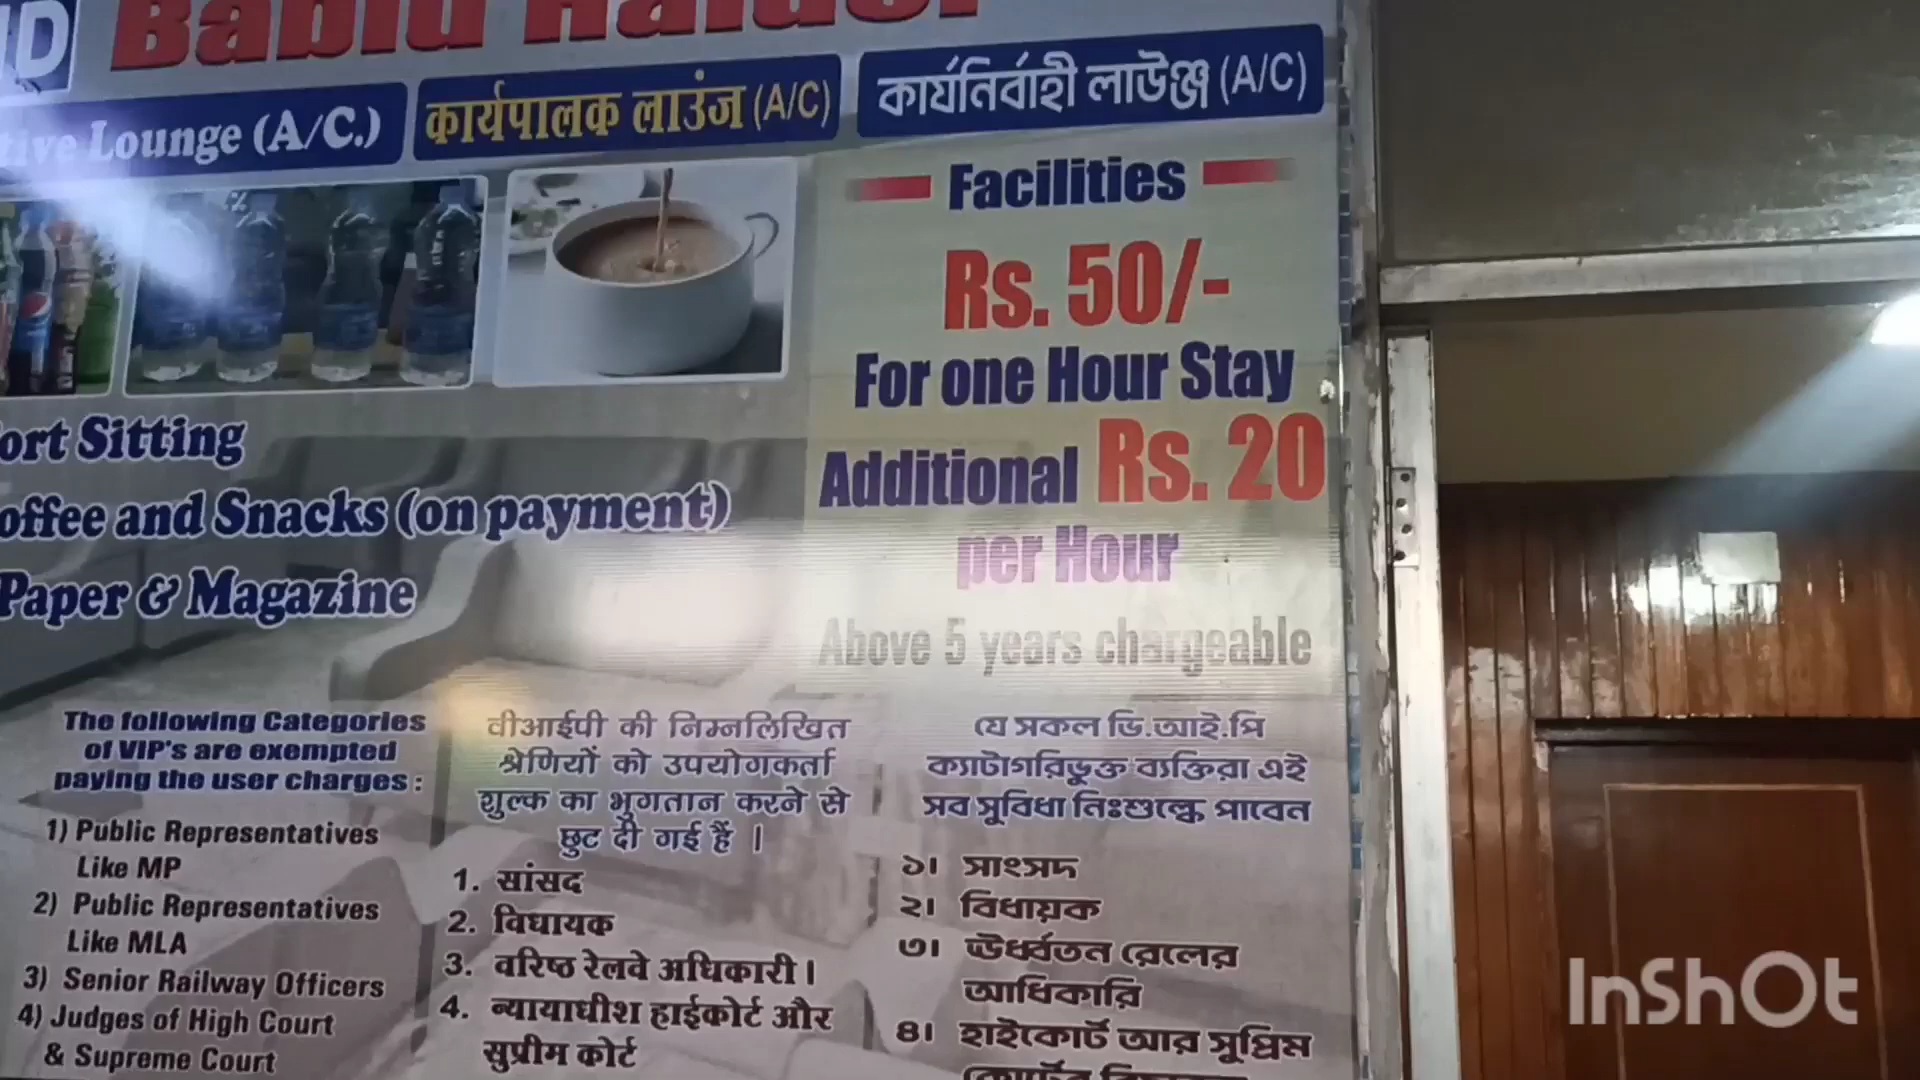 Bablu Halder
Lounge (A/C.)
कार्यपालक लाउंज (A/C)
কার্যনির্বাহী লাউঞ্জ (A/C)
Facilities
Rs. 50/-
For one Hour Stay
Additional Rs. 20
per Hour
Above 5 years chargeable
Sitting
and Snacks (on payment)
Paper & Magazine
The following Categories
of VIP's are exempted
paying the user charges :
1) Public Representatives
Like MP
2) Public Representatives
Like MLA
3) Senior Railway Officers
4) Judges of High Court
& Supreme Court
वीआईपी की निम्नलिखित
श्रेणियों को उपयोगकर्ता
शुल्क का भुगतान करने से
छुट दी गई हैं ।
1. सांसद
2. विधायक
3. वरिष्ठ रेलवे अधिकारी ।
4. न्यायाधीश हाईकोर्ट और
सुप्रीम कोर्ट
যে সকল ভি.আই.পি
ক্যাটাগরিভুক্ত ব্যক্তিরা এই
সব সুবিধা নিঃশুল্কে পাবেন
১। সাংসদ
২। বিধায়ক
৩। ঊর্ধ্বতন রেলের
আধিকারি
৪। হাইকোর্ট আর সুপ্রিম
InShOt